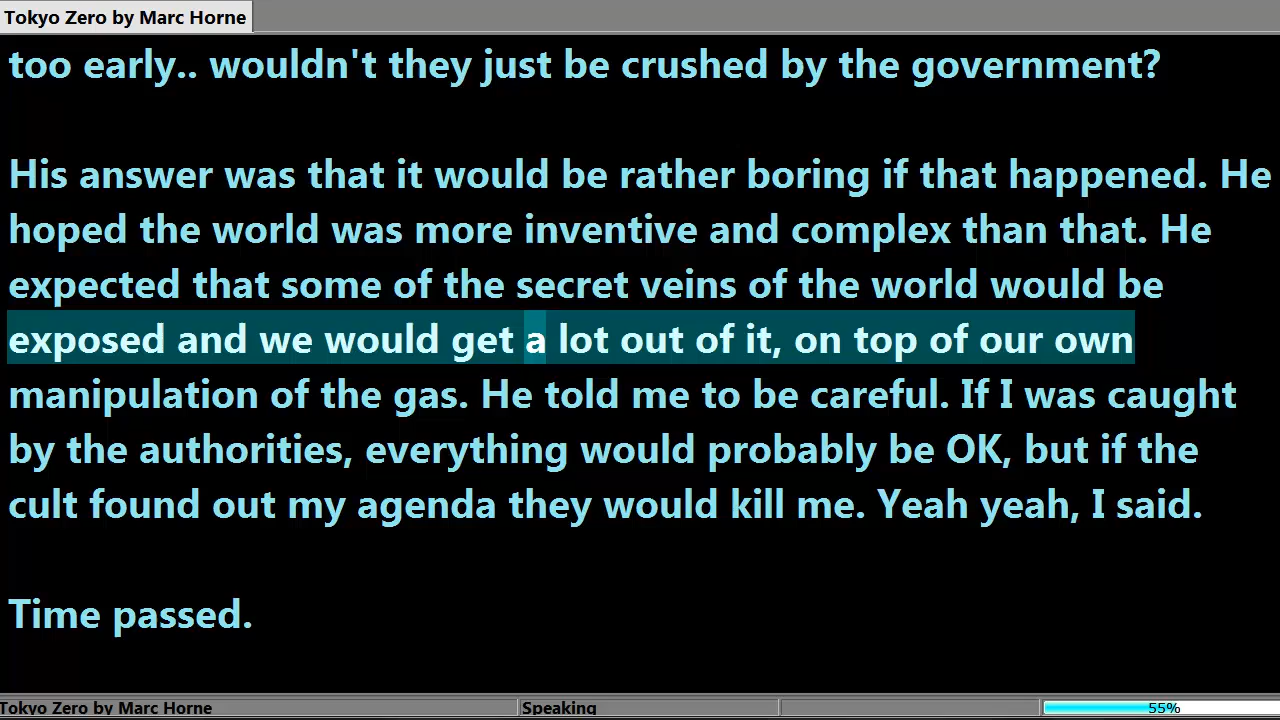 Tokyo Zero by Marc Horne
too early.. wouldn't they just be crushed by the government?
His answer was that it would be rather boring if that happened. He
hoped the world was more inventive and complex than that. He
expected that some of the secret veins of the world would be
exposed and we would get a lot out of it, on top of our own
manipulation of the gas. He told me to be careful. If I was caught
by the authorities, everything would probably be OK, but if the
cult found out my agenda they would kill me. Yeah yeah, I said.
Time passed.
Tokyo Zero by Marc Horne Speaking 55%